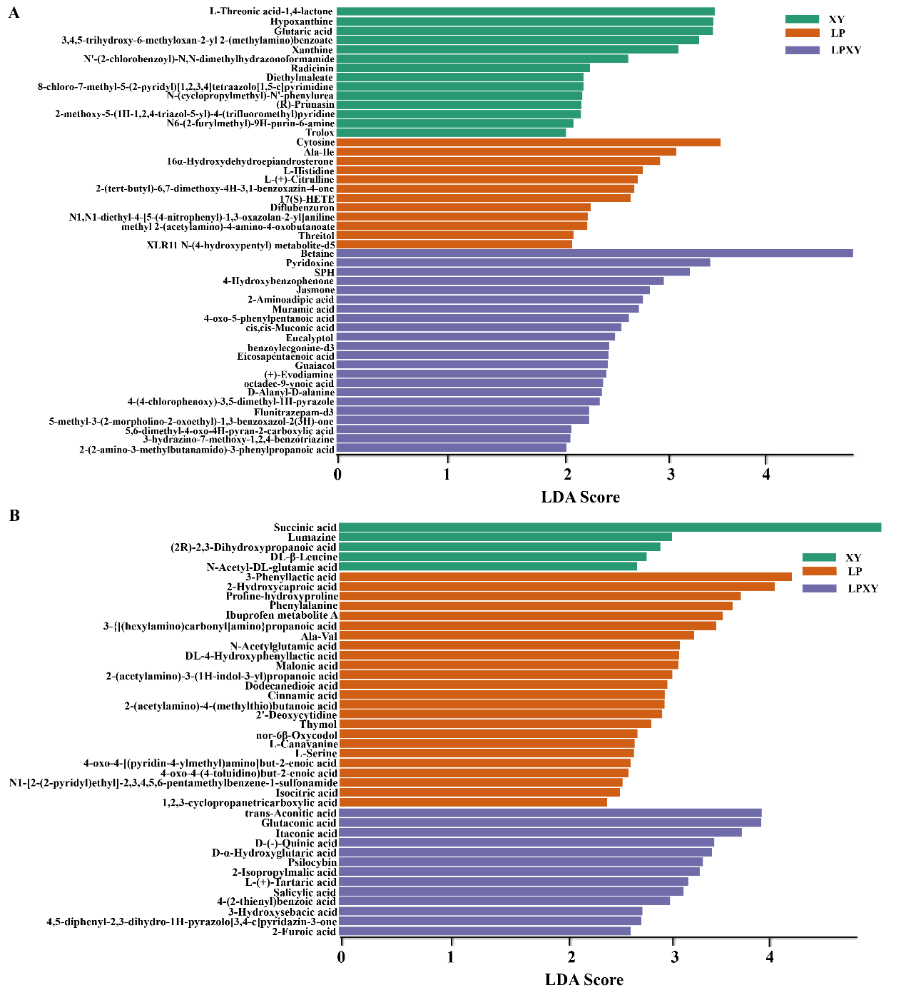 A
L-Threonic acid-1,4-lactone
Hypoxanthine
Glutaric acid
3,4,5-trihydroxy-6-methyloxan-2-yl 2-(methylamino)benzoate
Xanthine
N'-(2-chlorobenzoyl)-N,N-dimethylhydrazonoformamide
Radicinin
Diethylmaleate
8-chloro-7-methyl-5-(2-pyridyl)[1,2,3,4]tetraazolo[1,5-c]pyrimidine
N-(cyclopropylmethyl)-N'-phenylurea
(R)-Prunasin
2-methoxy-5-(1H-1,2,4-triazol-5-yl)-4-(trifluoromethyl)pyridine
N6-(2-furylmethyl)-9H-purin-6-amine
Trolox
Cytosine
Ala-Ile
16α-Hydroxydehydroepiandrosterone
L-Histidine
L-(+)-Citrulline
2-(tert-butyl)-6,7-dimethoxy-4H-3,1-benzoxazin-4-one
17(S)-HETE
Diflubenzuron
N1,N1-diethyl-4-[5-(4-nitrophenyl)-1,3-oxazolan-2-yl]aniline
methyl 2-(acetylamino)-4-amino-4-oxobutanoate
Threitol
XLR11 N-(4-hydroxypentyl) metabolite-d5
Betaine
Pyridoxine
SPH
4-Hydroxybenzophenone
Jasmone
2-Aminoadipic acid
Muramic acid
4-oxo-5-phenylpentanoic acid
cis,cis-Muconic acid
Eucalyptol
benzoylecgonine-d3
Eicosapentaenoic acid
Guaiacol
(+)-Evodiamine
octadec-9-ynoic acid
D-Alanyl-D-alanine
4-(4-chlorophenoxy)-3,5-dimethyl-1H-pyrazole
Flunitrazepam-d3
5-methyl-3-(2-morpholino-2-oxoethyl)-1,3-benzoxazol-2(3H)-one
5,6-dimethyl-4-oxo-4H-pyran-2-carboxylic acid
3-hydrazino-7-methoxy-1,2,4-benzotriazine
2-(2-amino-3-methylbutanamido)-3-phenylpropanoic acid
XY
LP
LPXY
0 1 2 3 4
LDA Score
B
Succinic acid
Lumazine
(2R)-2,3-Dihydroxypropanoic acid
DL-β-Leucine
N-Acetyl-DL-glutamic acid
3-Phenyllactic acid
2-Hydroxycaproic acid
Proline-hydroxyproline
Phenylalanine
Ibuprofen metabolite A
3-{[(hexylamino)carbonyl]amino}propanoic acid
Ala-Val
N-Acetylglutamic acid
DL-4-Hydroxyphenyllactic acid
Malonic acid
2-(acetylamino)-3-(1H-indol-3-yl)propanoic acid
Dodecanedioic acid
Cinnamic acid
2-(acetylamino)-4-(methylthio)butanoic acid
2'-Deoxycytidine
Thymol
nor-6β-Oxycodol
L-Canavanine
L-Serine
4-oxo-4-[(pyridin-4-ylmethyl)amino]but-2-enoic acid
4-oxo-4-(4-toluidino)but-2-enoic acid
N1-[2-(2-pyridyl)ethyl]-2,3,4,5,6-pentamethylbenzene-1-sulfonamide
Isocitric acid
1,2,3-cyclopropanetricarboxylic acid
trans-Aconitic acid
Glutaconic acid
Itaconic acid
D-(-)-Quinic acid
D-α-Hydroxyglutaric acid
Psilocybin
2-Isopropylmalic acid
L-(+)-Tartaric acid
Salicylic acid
4-(2-thienyl)benzoic acid
3-Hydroxysebacic acid
4,5-diphenyl-2,3-dihydro-1H-pyrazolo[3,4-c]pyridazin-3-one
2-Furoic acid
XY
LP
LPXY
0 1 2 3 4
LDA Score